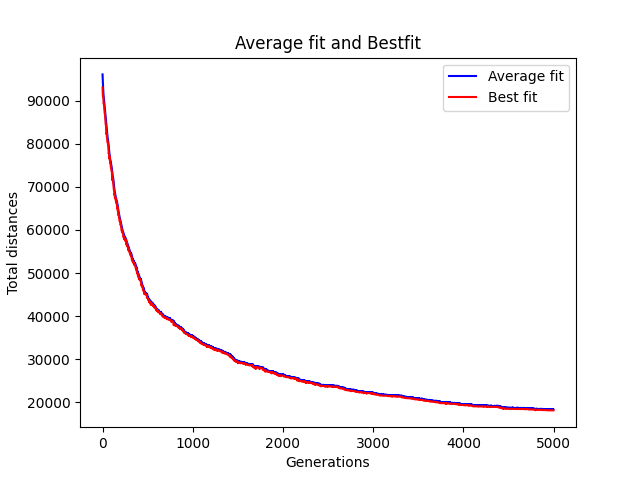 Average fit and Bestfit
Average fit
Best fit
Total distances
90000
80000
70000
60000
50000
40000
30000
20000
0 1000 2000 3000 4000 5000
Generations